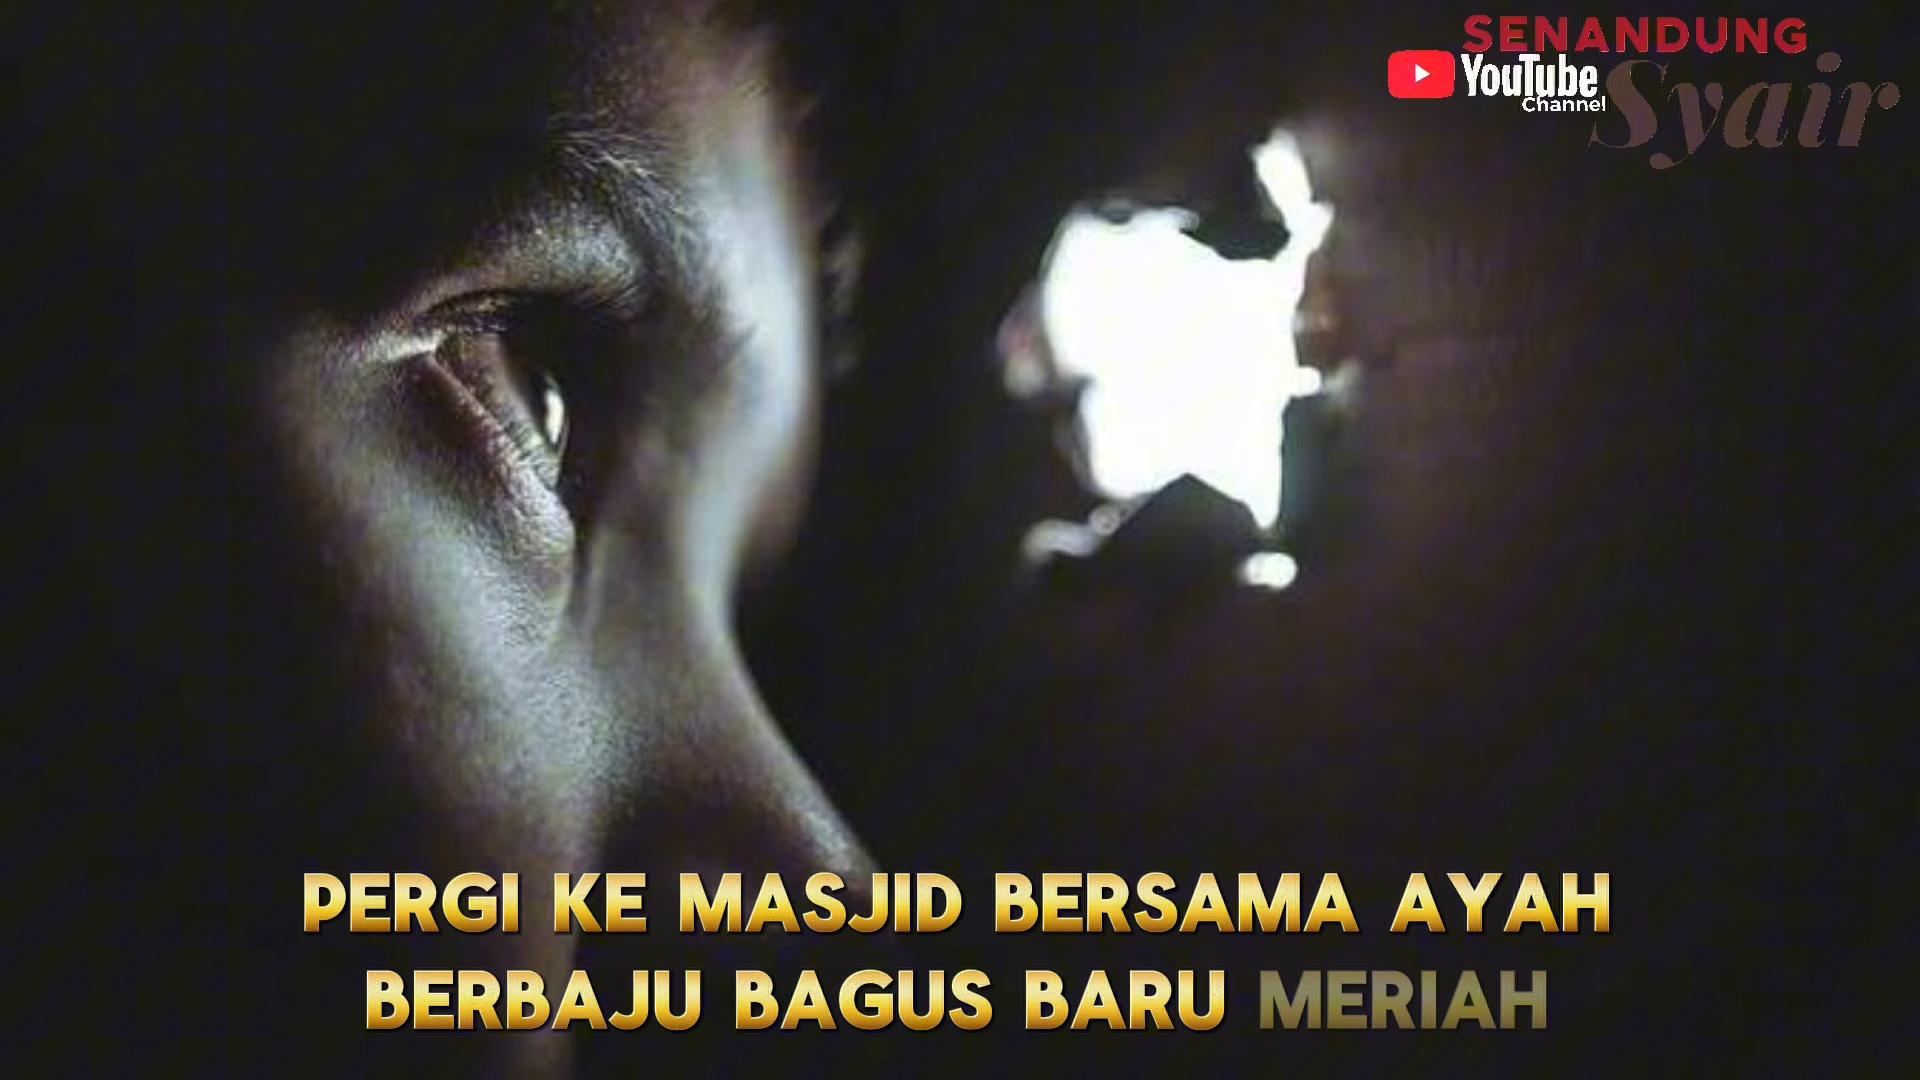 SENANDUNG
YouTube
Channel
Syair
PERGI KE MASJID BERSAMA AYAH
BERBAJU BAGUS BARU MERIAH